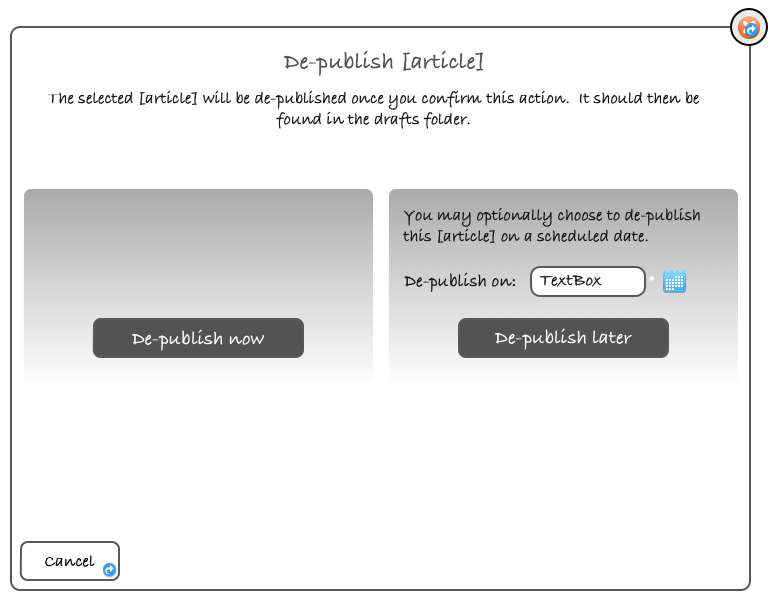 De-publish [article]
The selected [article] will be de-published once you confirm this action.  It should then be
found in the drafts folder.
You may optionally choose to de-publish
this [article] on a scheduled date.
De-publish on: TextBox *
De-publish now
De-publish later
Cancel